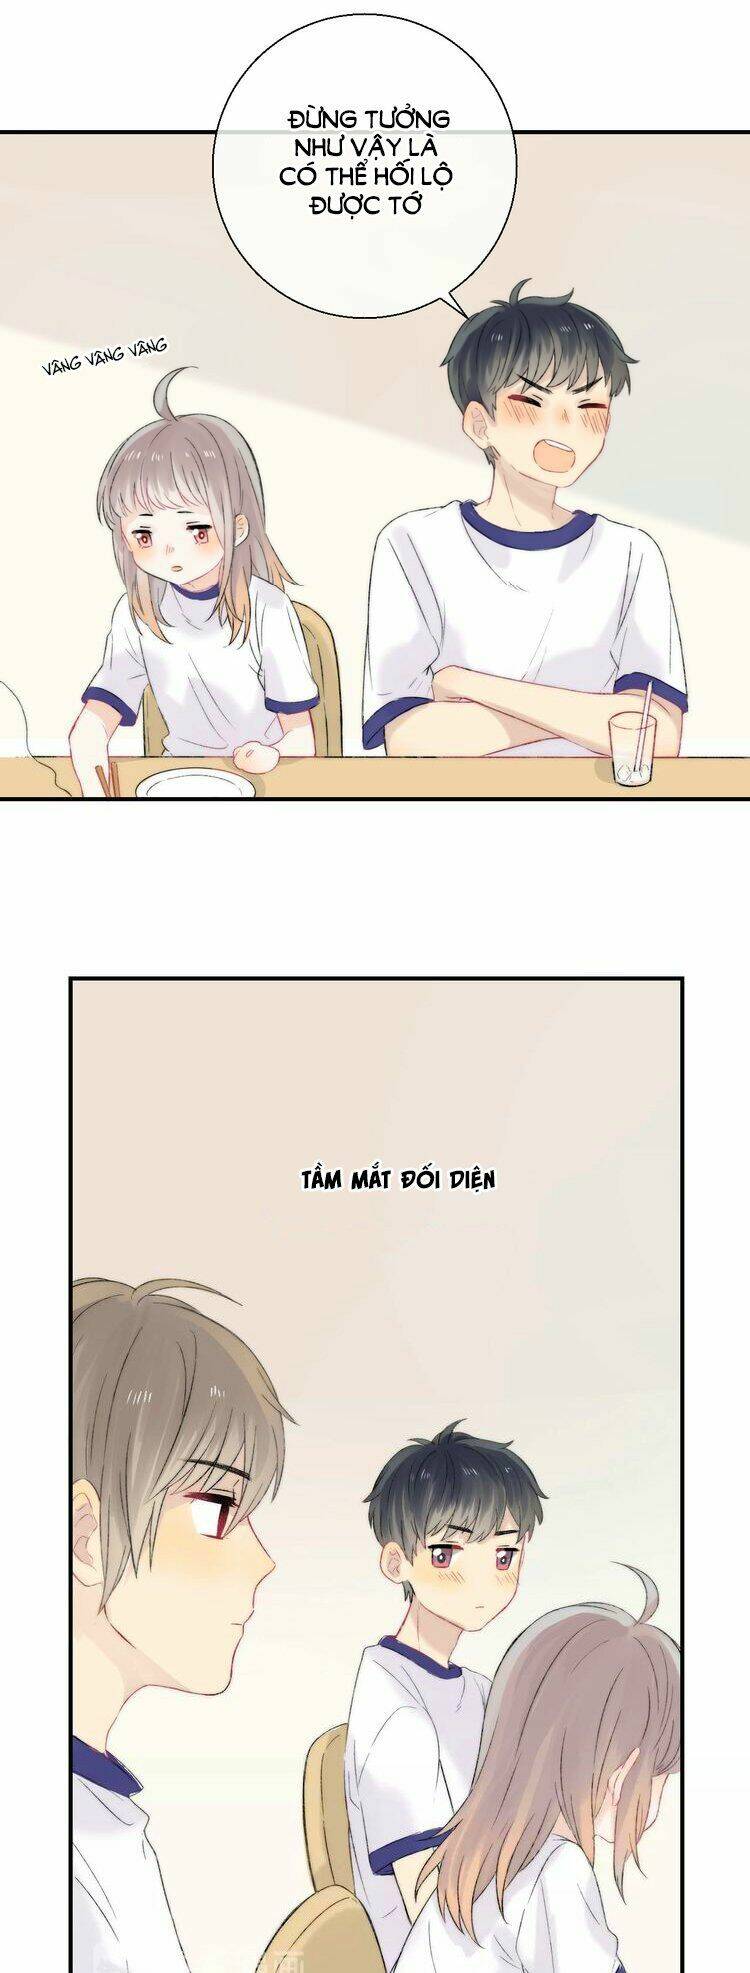 ĐỪNG TƯỞNG
NHƯ VẬY LÀ
CÓ THỂ HỐI LỘ
ĐƯỢC TỚ
VÂNG VÂNG VÂNG
TẦM MẮT ĐỐI DIỆN